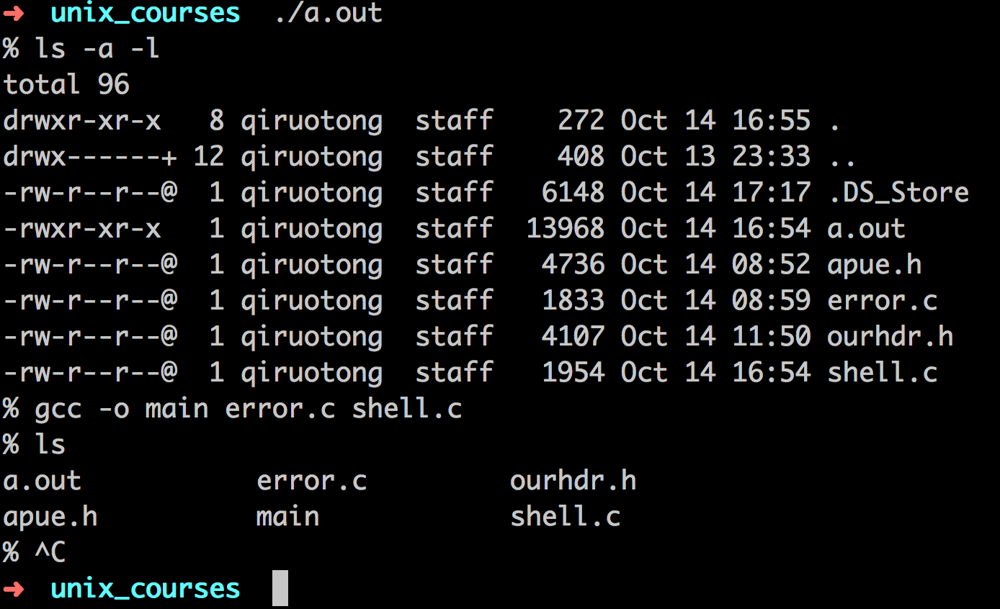 ➜  unix_courses  ./a.out
% ls -a -l
total 96
drwxr-xr-x   8 qiruotong  staff    272 Oct 14 16:55 .
drwx------+ 12 qiruotong  staff    408 Oct 13 23:33 ..
-rw-r--r--@  1 qiruotong  staff   6148 Oct 14 17:17 .DS_Store
-rwxr-xr-x   1 qiruotong  staff  13968 Oct 14 16:54 a.out
-rw-r--r--@  1 qiruotong  staff   4736 Oct 14 08:52 apue.h
-rw-r--r--@  1 qiruotong  staff   1833 Oct 14 08:59 error.c
-rw-r--r--@  1 qiruotong  staff   4107 Oct 14 11:50 ourhdr.h
-rw-r--r--@  1 qiruotong  staff   1954 Oct 14 16:54 shell.c
% gcc -o main error.c shell.c
% ls
a.out           error.c         ourhdr.h
apue.h          main            shell.c
% ^C
➜  unix_courses